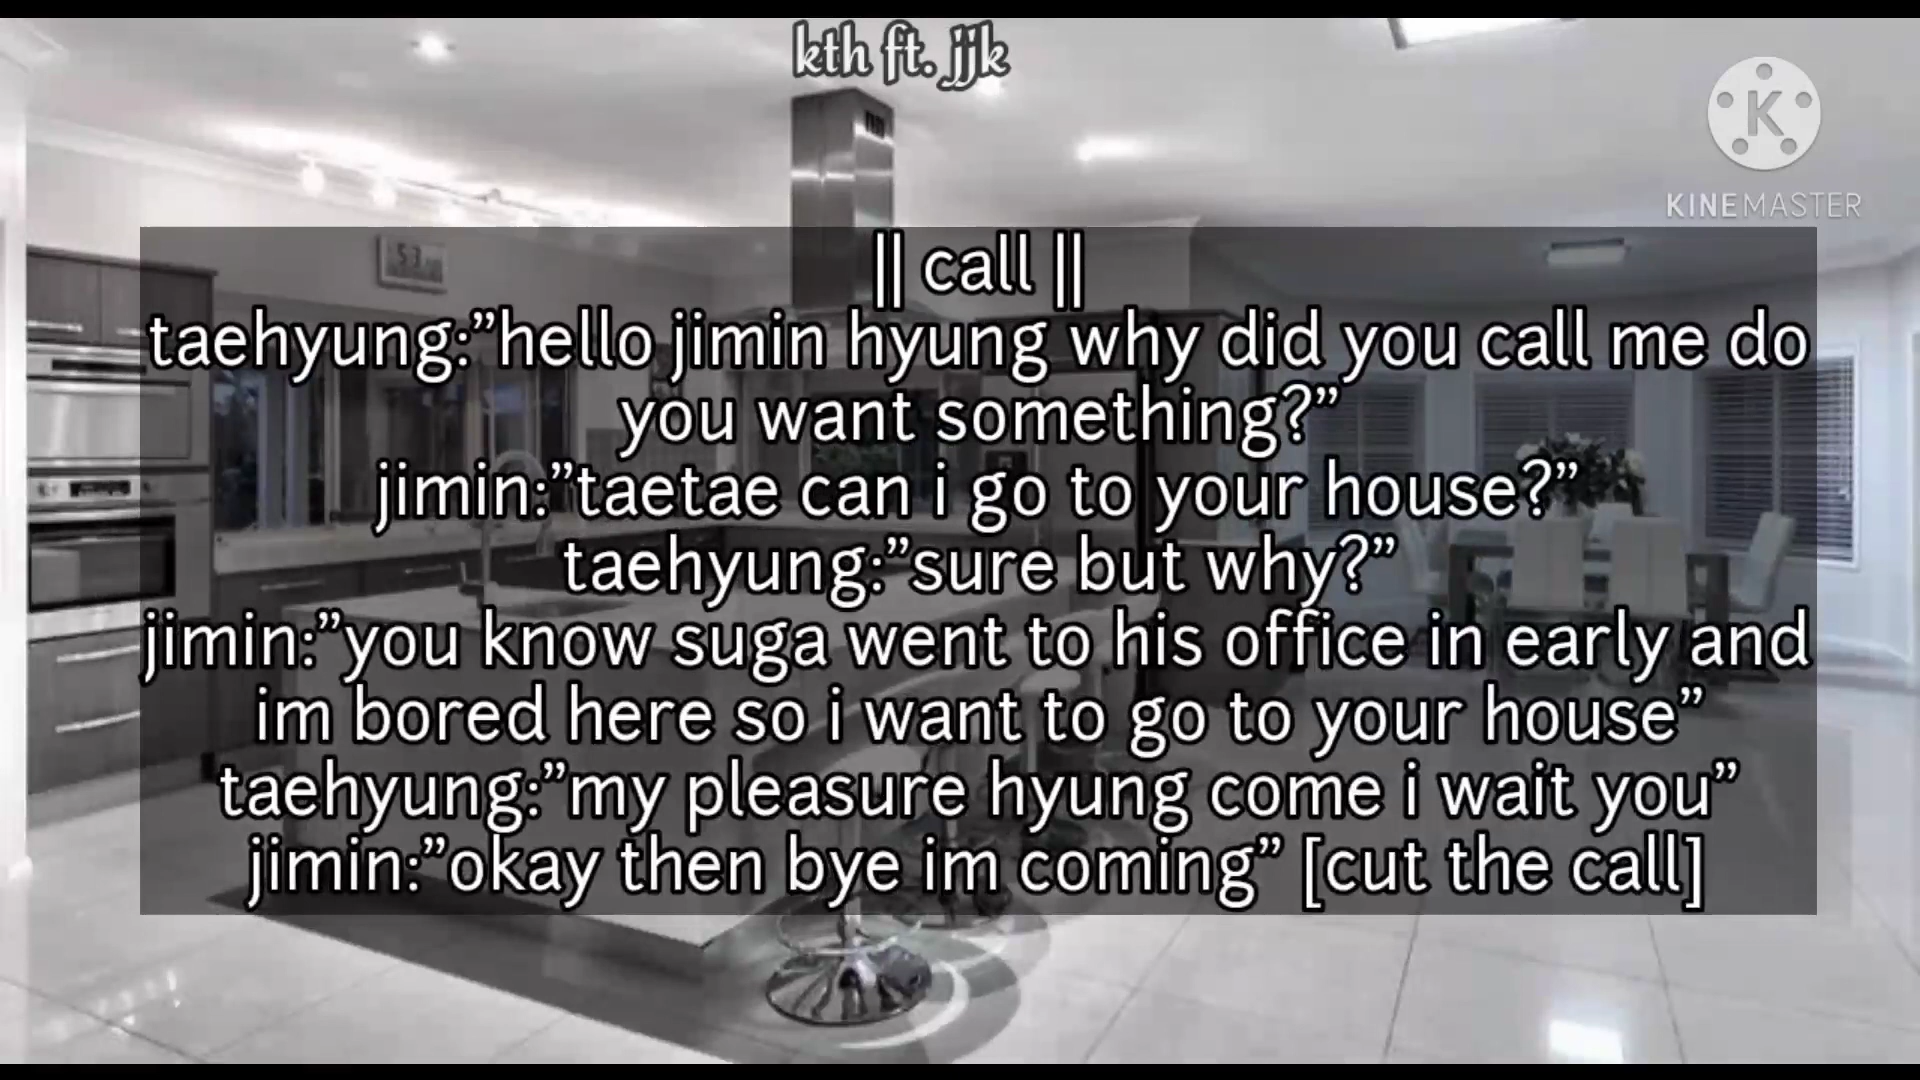 kth ft. jjk
K
KINEMASTER
|| call ||
taehyung:”hello jimin hyung why did you call me do
you want something?”
jimin:”taetae can i go to your house?”
taehyung:”sure but why?”
jimin:”you know suga went to his office in early and
im bored here so i want to go to your house”
taehyung:”my pleasure hyung come i wait you”
jimin:”okay then bye im coming” [cut the call]